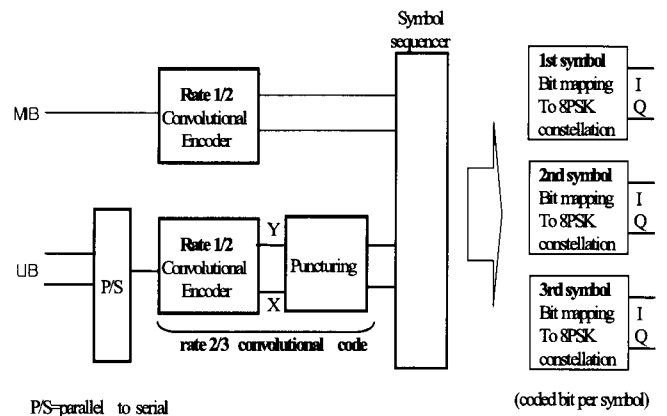 Symbol
sequencer
MB
Rate 1/2
Convolutional
Encoder
UB
P/S
Rate 1/2
Convolutional
Encoder
Y
X
Puncturing
rate 2/3 convolutional code
1st symbol
Bit mapping
To 8PSK
constellation
I
Q
2nd symbol
Bit mapping
To 8PSK
constellation
I
Q
3rd symbol
Bit mapping
To 8PSK
constellation
I
Q
P/S=parallel to serial
(coded bit per symbol)